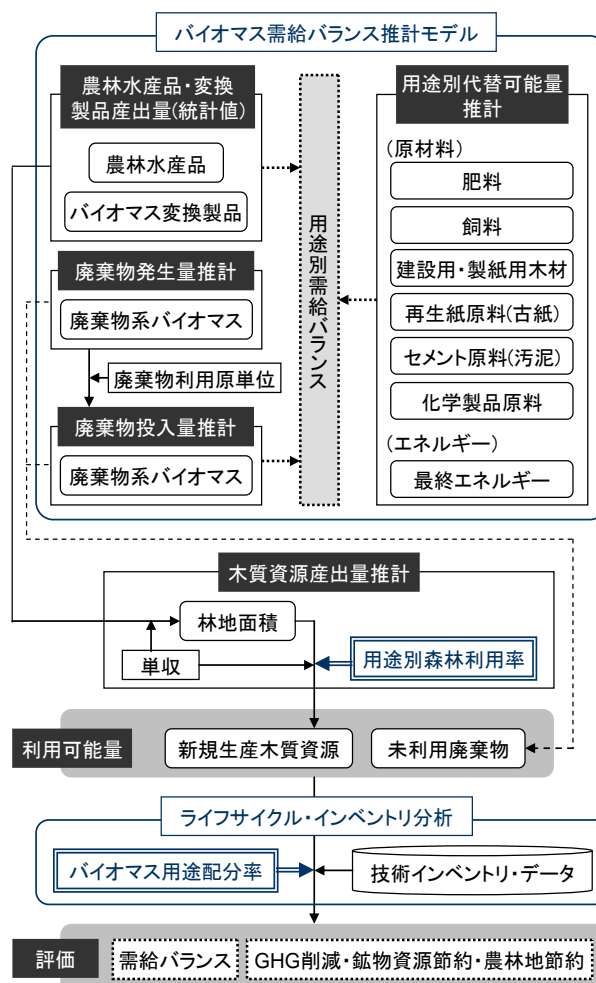 バイオマス需給バランス推計モデル
農林水産品・変換
製品産出量(統計値)
農林水産品
バイオマス変換製品
廃棄物発生量推計
廃棄物系バイオマス
廃棄物利用原単位
廃棄物投入量推計
廃棄物系バイオマス
用途別需給バランス
用途別代替可能量
推計
(原材料)
肥料
飼料
建設用・製紙用木材
再生紙原料(古紙)
セメント原料(汚泥)
化学製品原料
(エネルギー)
最終エネルギー
木質資源産出量推計
林地面積
単収
用途別森林利用率
利用可能量
新規生産木質資源
未利用廃棄物
ライフサイクル・インベントリ分析
バイオマス用途配分率
技術インベントリ・データ
評価
需給バランス
GHG削減・鉱物資源節約・農林地節約